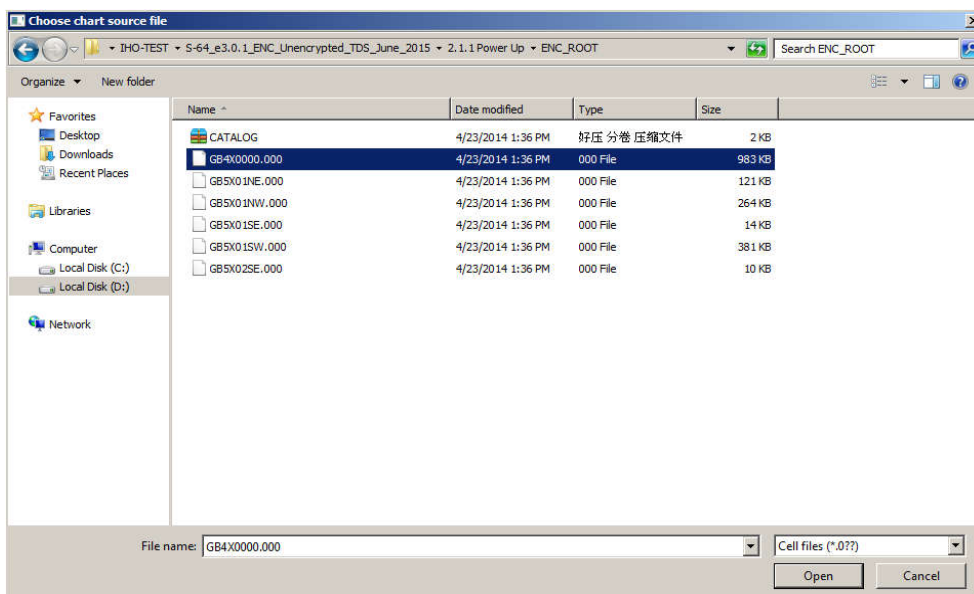 Choose chart source file
IHO-TEST S-64_e3.0.1_ENC_Unencrypted_TDS_June_2015 2.1.1 Power Up ENC_ROOT Search ENC_ROOT
Organize New folder
Favorites
Desktop
Downloads
Recent Places
Libraries
Computer
Local Disk (C:)
Local Disk (D:)
Network
Name Date modified Type Size
CATALOG 4/23/2014 1:36 PM 好压 分卷 压缩文件 2 KB
GB4X0000.000 4/23/2014 1:36 PM 000 File 983 KB
GB5X01NE.000 4/23/2014 1:36 PM 000 File 121 KB
GB5X01NW.000 4/23/2014 1:36 PM 000 File 264 KB
GB5X01SE.000 4/23/2014 1:36 PM 000 File 14 KB
GB5X01SW.000 4/23/2014 1:36 PM 000 File 381 KB
GB5X02SE.000 4/23/2014 1:36 PM 000 File 10 KB
File name: GB4X0000.000 Cell files (*.0??)
Open Cancel